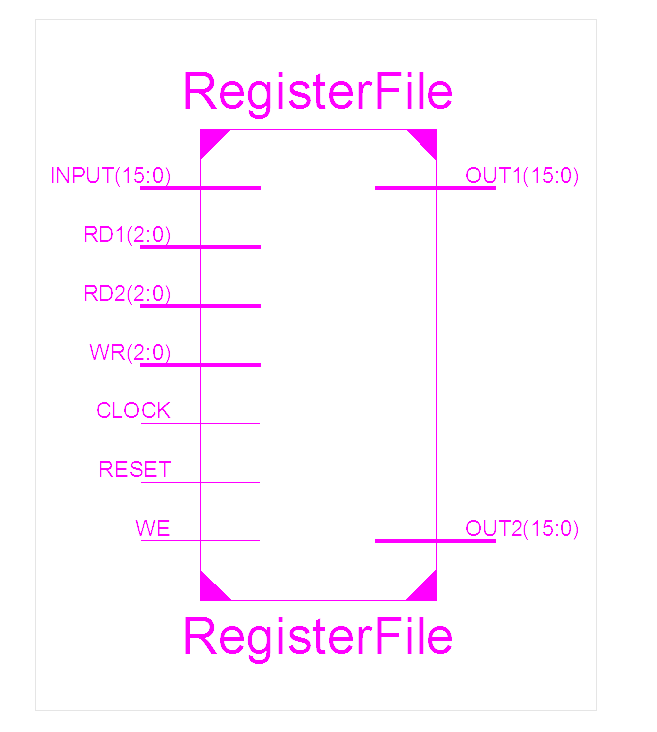 RegisterFile
INPUT(15:0)
OUT1(15:0)
RD1(2:0)
RD2(2:0)
WR(2:0)
CLOCK
RESET
WE
OUT2(15:0)
RegisterFile